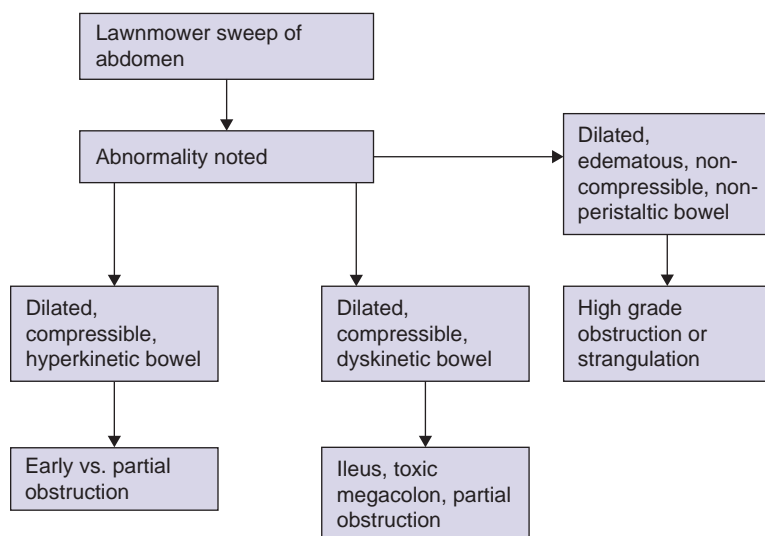 Lawnmower sweep of
abdomen
Abnormality noted
Dilated,
edematous, non-
compressible, non-
peristaltic bowel
Dilated,
compressible,
hyperkinetic bowel
Dilated,
compressible,
dyskinetic bowel
High grade
obstruction or
strangulation
Early vs. partial
obstruction
Ileus, toxic
megacolon, partial
obstruction